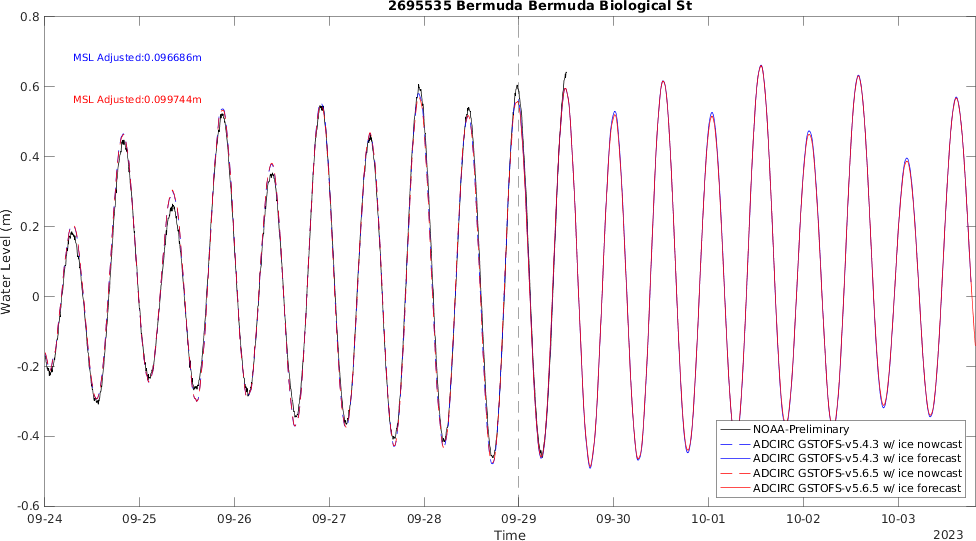 2695535 Bermuda Bermuda Biological St
0.8
MSL Adjusted:0.096686m
0.6
MSL Adjusted:0.099744m
0.4
0.2
Water Level (m)
0
-0.2
-0.4
NOAA-Preliminary
ADCIRC GSTOFS-v5.4.3 w/ ice nowcast
ADCIRC GSTOFS-v5.4.3 w/ ice forecast
ADCIRC GSTOFS-v5.6.5 w/ ice nowcast
ADCIRC GSTOFS-v5.6.5 w/ ice forecast
-0.6
09-24 09-25 09-26 09-27 09-28 09-29 09-30 10-01 10-02 10-03
Time
2023